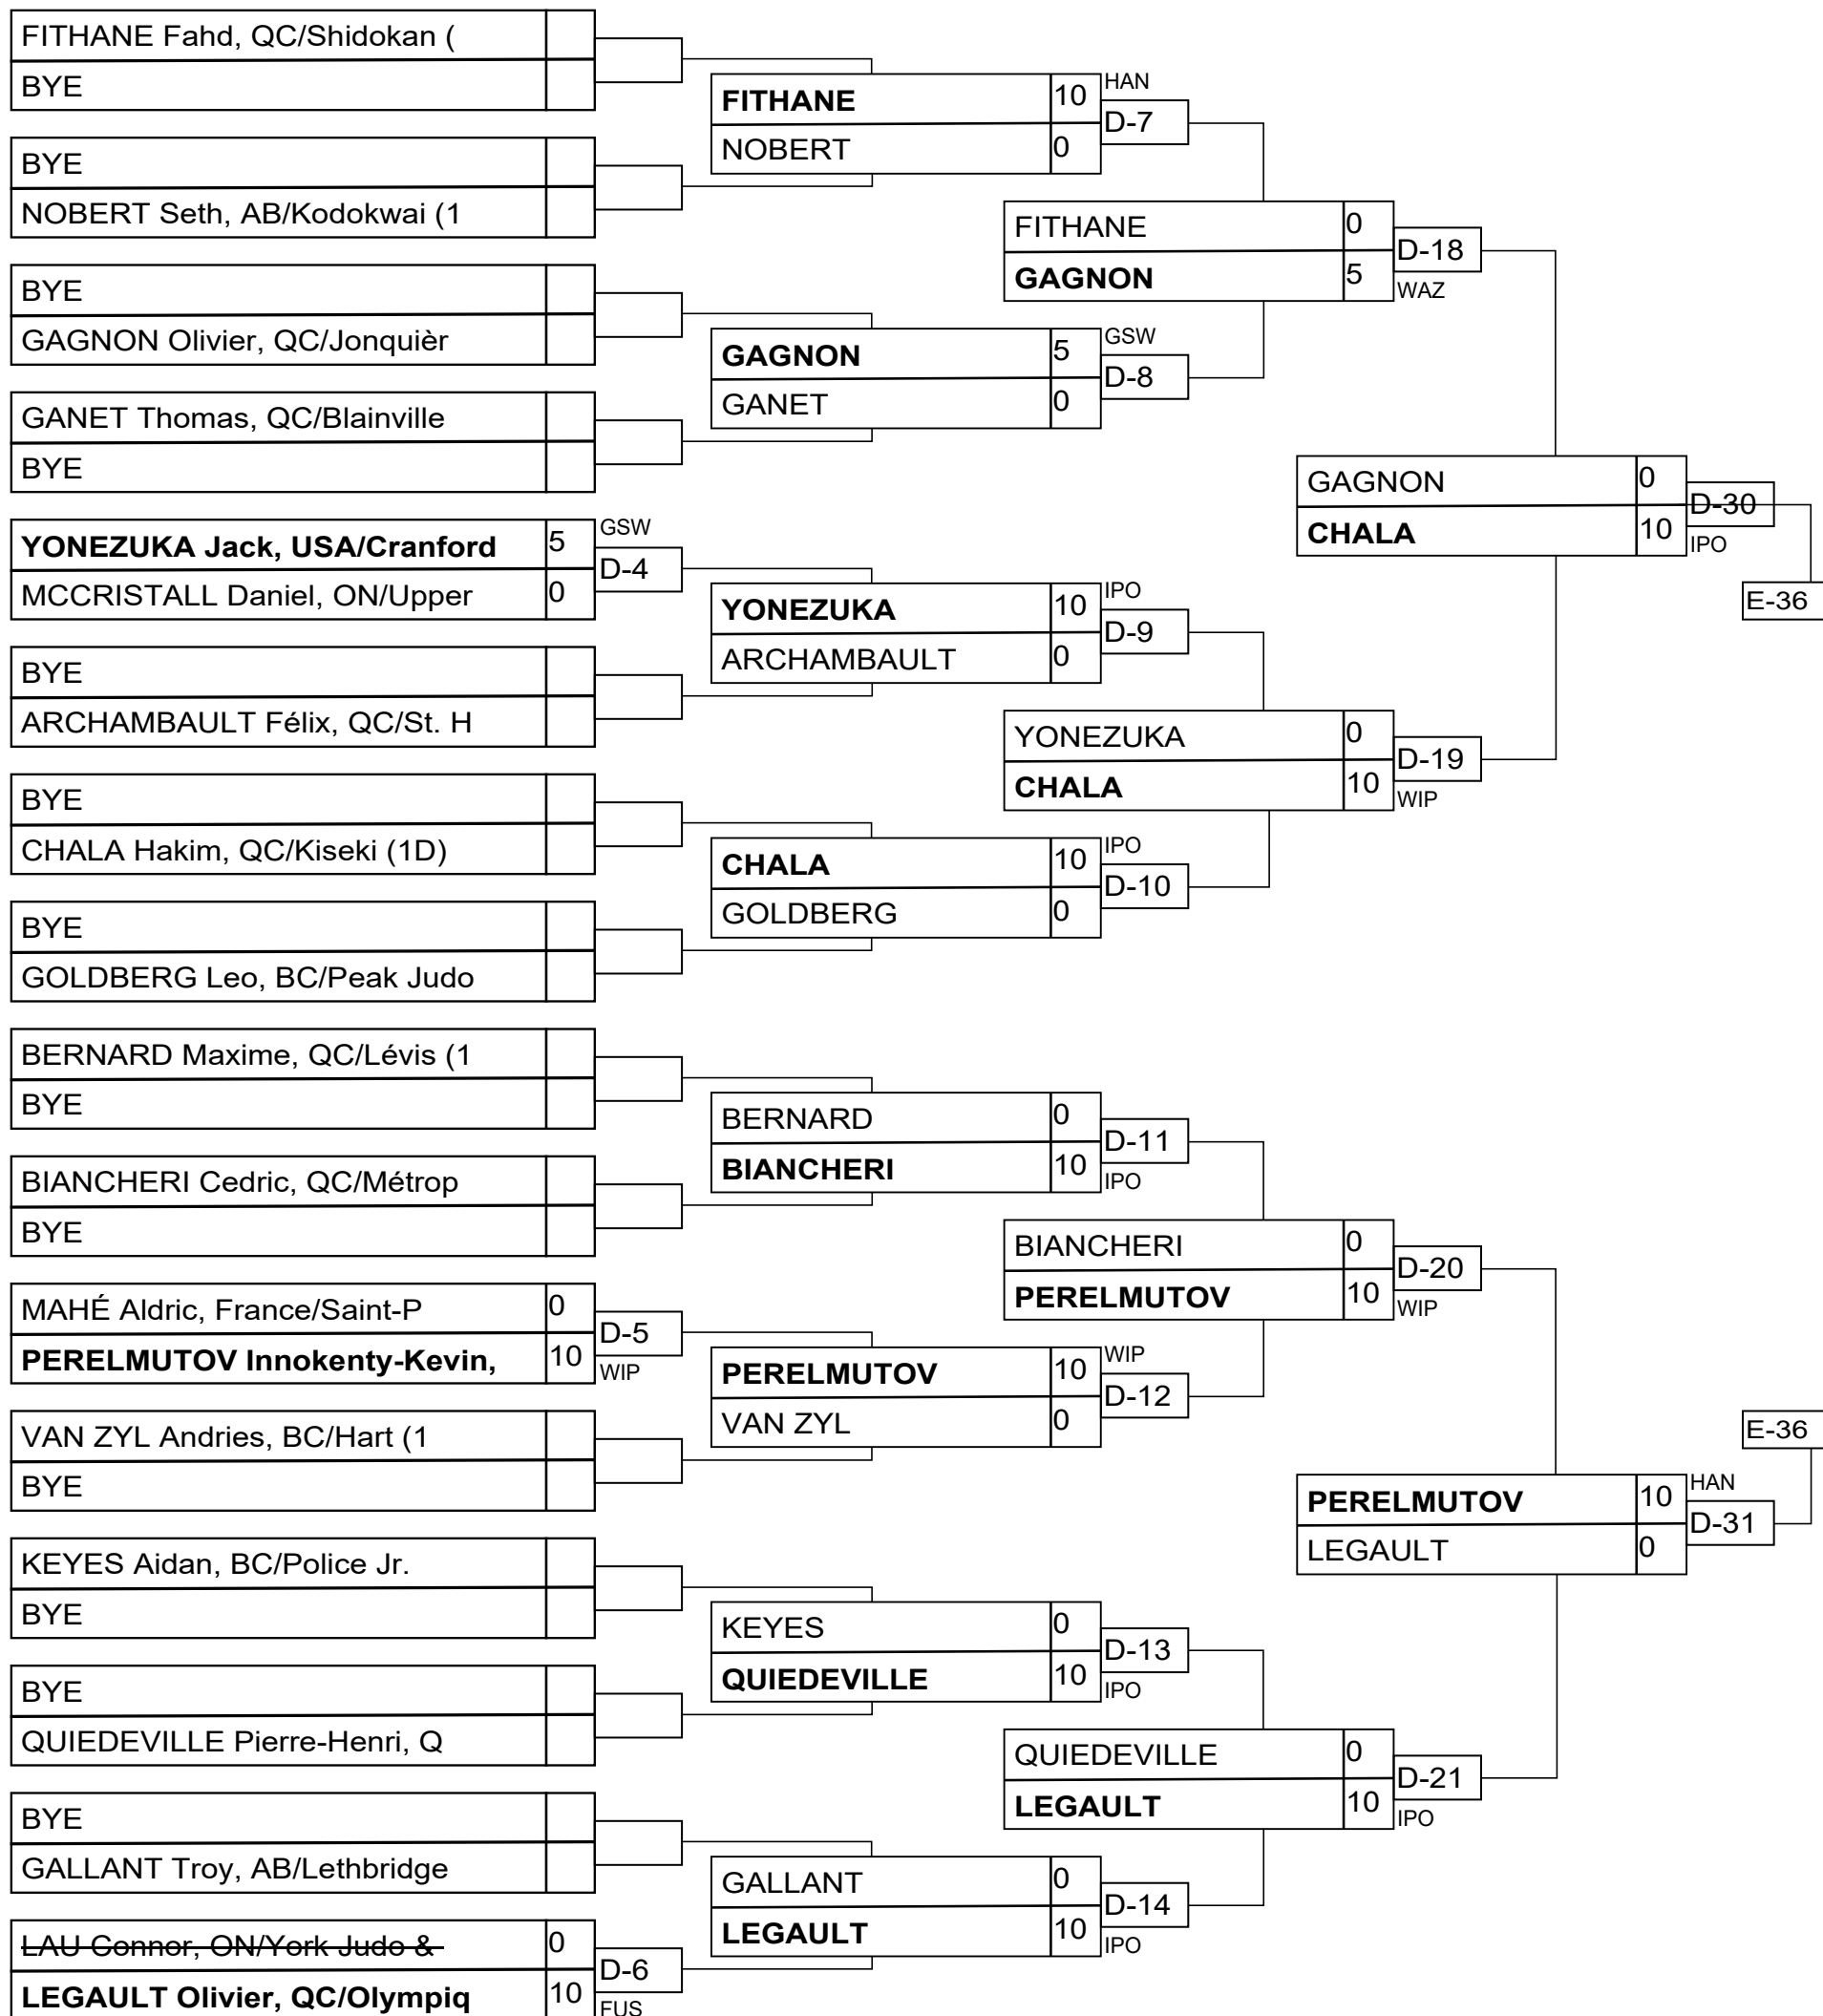 FITHANE Fahd, QC/Shidokan (
BYE
BYE
NOBERT Seth, AB/Kodokwai (1
BYE
GAGNON Olivier, QC/Jonquièr
GANET Thomas, QC/Blainville
BYE
YONEZUKA Jack, USA/Cranford 5 GSW
D-4
MCCRISTALL Daniel, ON/Upper 0
BYE
ARCHAMBAULT Félix, QC/St. H
BYE
CHALA Hakim, QC/Kiseki (1D)
BYE
GOLDBERG Leo, BC/Peak Judo
BERNARD Maxime, QC/Lévis (1
BYE
BIANCHERI Cedric, QC/Métrop
BYE
MAHÉ Aldric, France/Saint-P 0
D-5
PERELMUTOV Innokenty-Kevin, 10 WIP
VAN ZYL Andries, BC/Hart (1
BYE
KEYES Aidan, BC/Police Jr.
BYE
BYE
QUIEDEVILLE Pierre-Henri, Q
BYE
GALLANT Troy, AB/Lethbridge
LAU Connor, ON/York Judo & 0
D-6
LEGAULT Olivier, QC/Olympiq 10 FUS
FITHANE 10 HAN
D-7
NOBERT 0
GAGNON 5 GSW
D-8
GANET 0
YONEZUKA 10 IPO
D-9
ARCHAMBAULT 0
CHALA 10 IPO
D-10
GOLDBERG 0
BERNARD 0
D-11
BIANCHERI 10 IPO
PERELMUTOV 10 WIP
D-12
VAN ZYL 0
KEYES 0
D-13
QUIEDEVILLE 10 IPO
GALLANT 0
D-14
LEGAULT 10 IPO
FITHANE 0
D-18
GAGNON 5 WAZ
YONEZUKA 0
D-19
CHALA 10 WIP
BIANCHERI 0
D-20
PERELMUTOV 10 WIP
QUIEDEVILLE 0
D-21
LEGAULT 10 IPO
GAGNON 0
D-30
CHALA 10 IPO
E-36
E-36
PERELMUTOV 10 HAN
D-31
LEGAULT 0